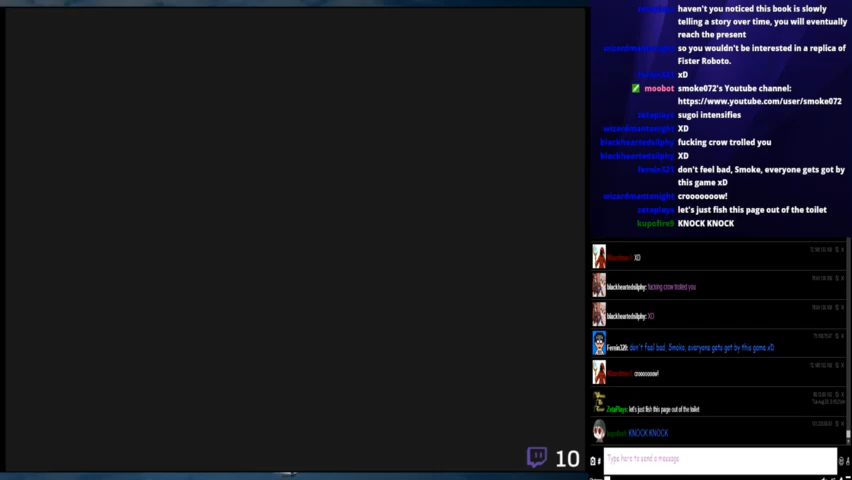 haven't you noticed this book is slowly
telling a story over time, you will eventually
reach the present
wizardmantonight so you wouldn't be interested in a replica of
Fister Roboto.
xD
moobot smoke072's Youtube channel:
https://www.youtube.com/user/smoke072
zetaplays sugoi intensifies
wizardmantonight XD
blackheartedsilphy fucking crow trolled you
blackheartedsilphy XD
don't feel bad, Smoke, everyone gets got by
this game xD
wizardmantonight crooooooow!
zetaplays let's just fish this page out of the toilet
kupofire5 KNOCK KNOCK
XD
blackheartedsilphy: fucking crow trolled you
blackheartedsilphy: XD
don't feel bad, Smoke, everyone gets got by this game xD
crooooooow!
ZetaPlays: let's just fish this page out of the toilet
KNOCK KNOCK
10
Type here to send a message